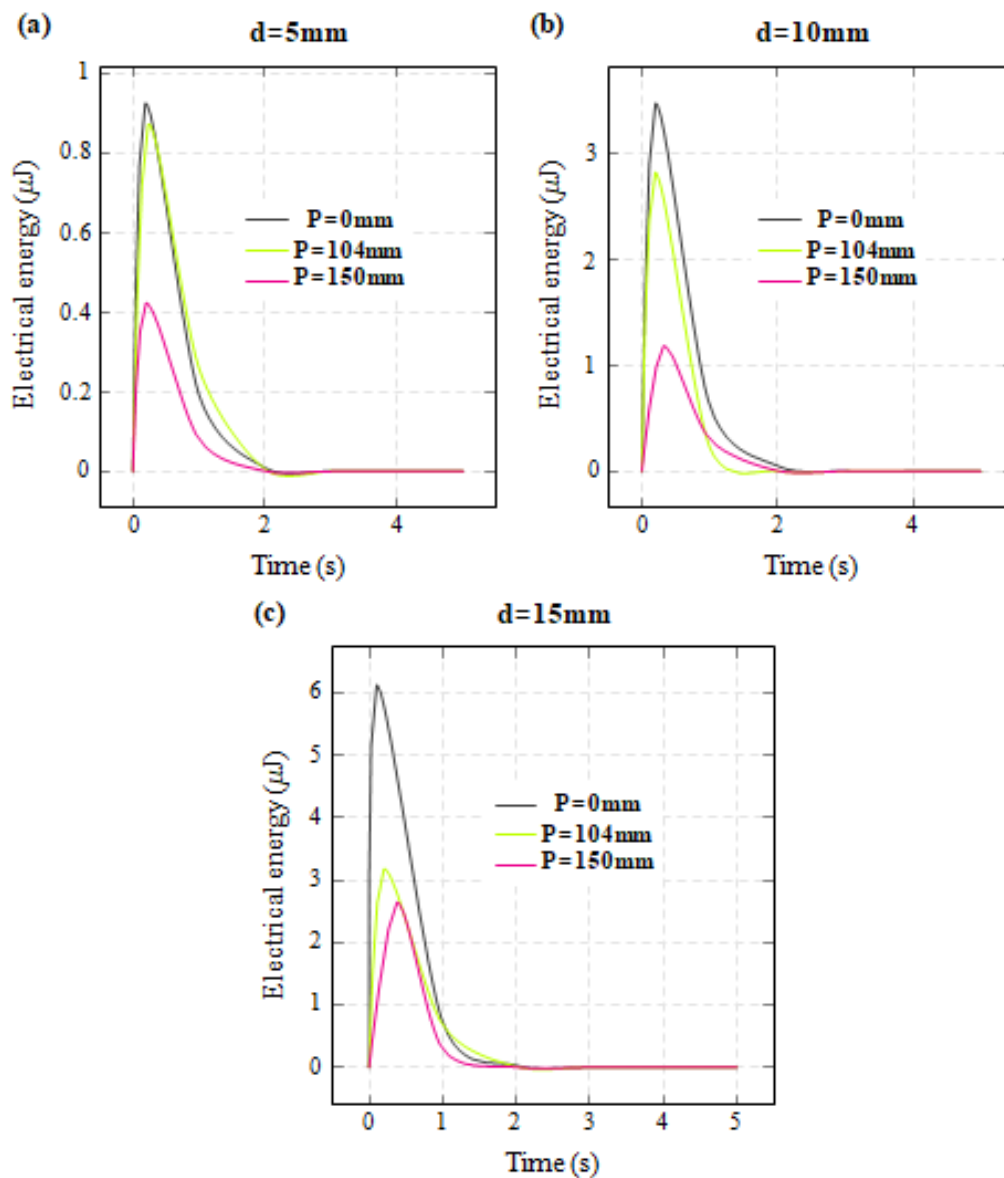 (a)
d=5mm
Electrical energy (μJ)
1
0.8
0.6
0.4
0.2
0
P=0mm
P=104mm
P=150mm
0 2 4
Time (s)
(b)
d=10mm
Electrical energy (μJ)
3
2
1
0
P=0mm
P=104mm
P=150mm
0 2 4
Time (s)
(c)
d=15mm
Electrical energy (μJ)
6
5
4
3
2
1
0
P=0mm
P=104mm
P=150mm
0 1 2 3 4 5
Time (s)